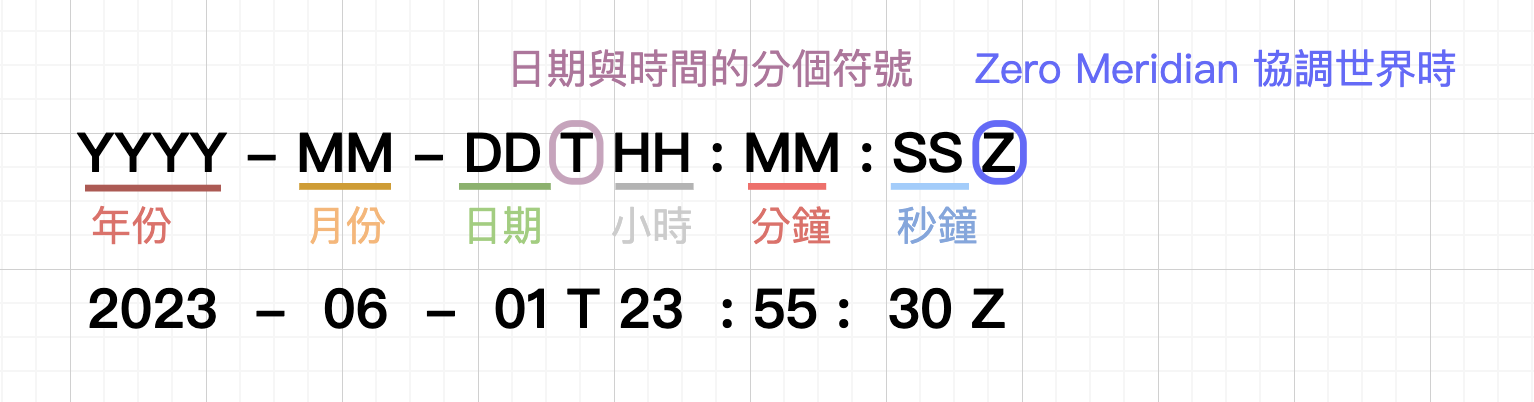 日期與時間的分個符號 Zero Meridian 協調世界時
YYYY – MM – DD T HH : MM : SS Z
年份 月份 日期 小時 分鐘 秒鐘
2023 – 06 – 01 T 23 : 55 : 30 Z